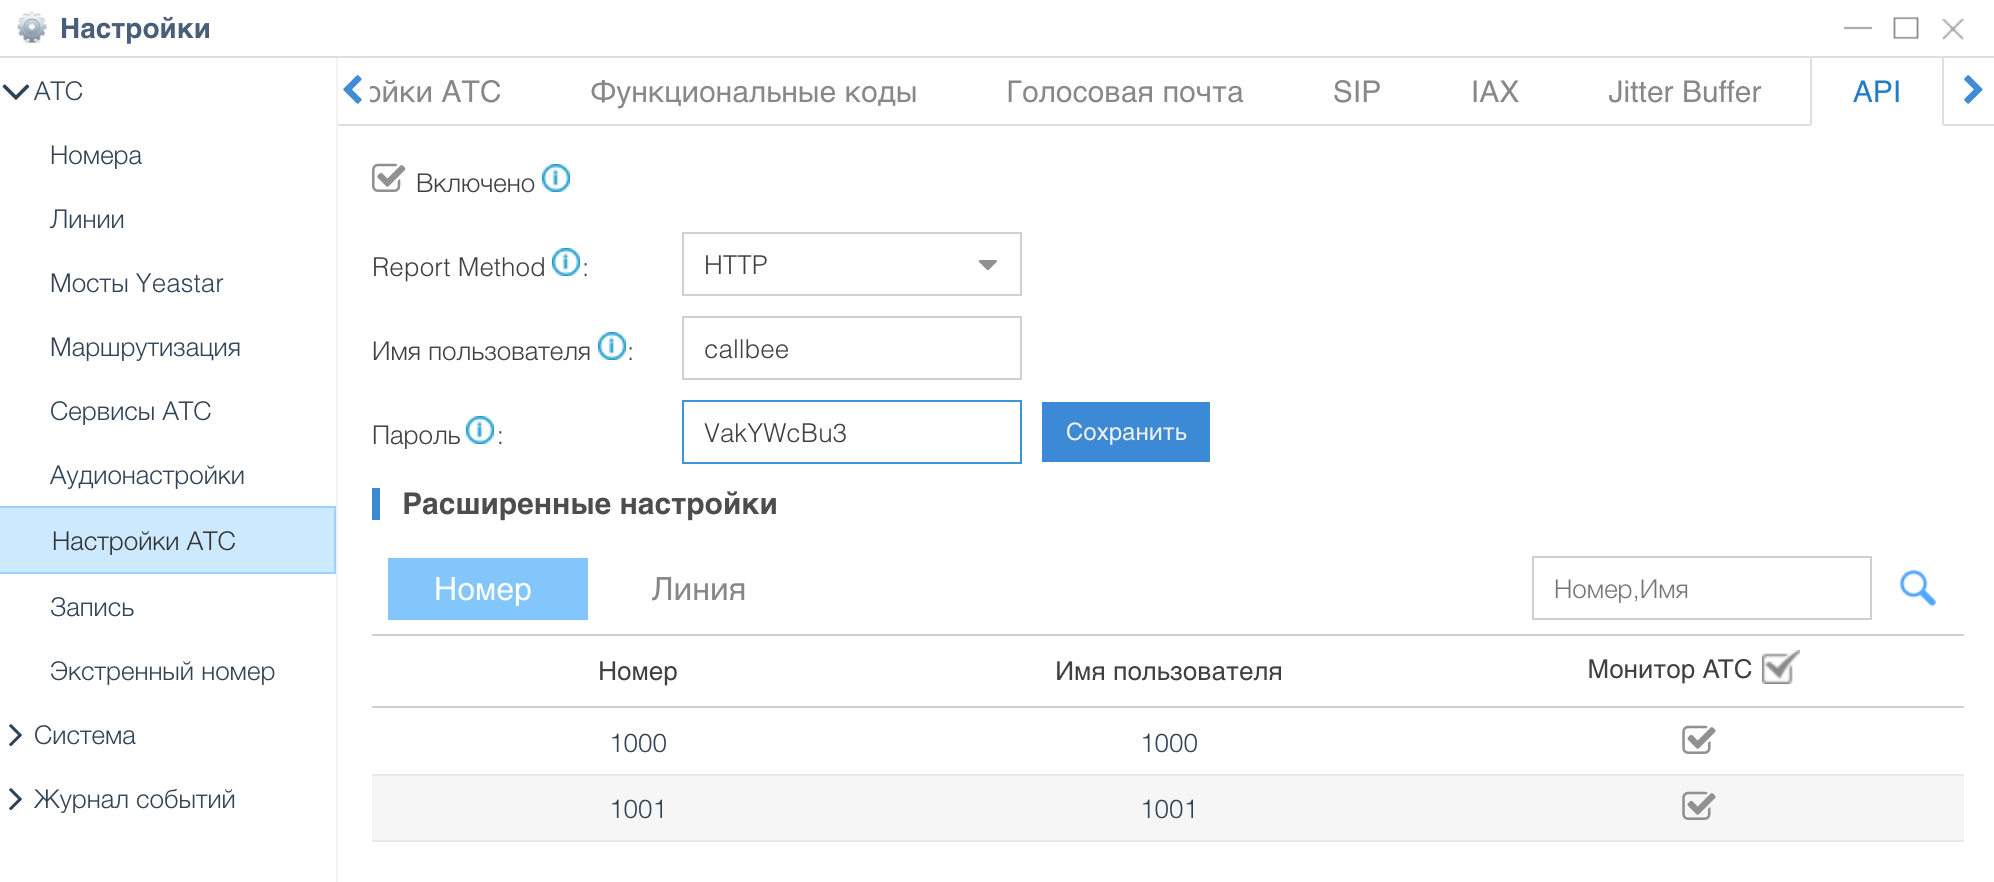 Настройки
АТС
Номера
Линии
Мосты Yeastar
Маршрутизация
Сервисы АТС
Аудионастройки
Настройки АТС
Запись
Экстренный номер
Система
Журнал событий
ойки АТС Функциональные коды Голосовая почта SIP IAX Jitter Buffer API
Включено
Report Method : HTTP
Имя пользователя : callbee
Пароль : VakYWcBu3 Сохранить
Расширенные настройки
Номер Линия Номер,Имя
Номер Имя пользователя Монитор АТС
1000 1000
1001 1001